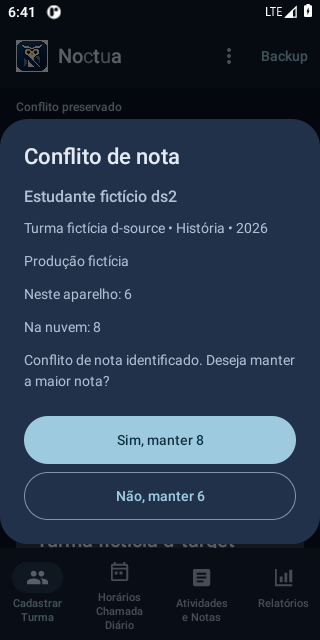 6:41
LTE
Noctua
Backup
Conflito preservado
Conflito de nota
Estudante fictício ds2
Turma fictícia d-source • História • 2026
Produção fictícia
Neste aparelho: 6
Na nuvem: 8
Conflito de nota identificado. Deseja manter
a maior nota?
Sim, manter 8
Não, manter 6
Turma fictícia d-target
Cadastrar
Turma
Horários
Chamada
Diário
Atividades
e Notas
Relatórios